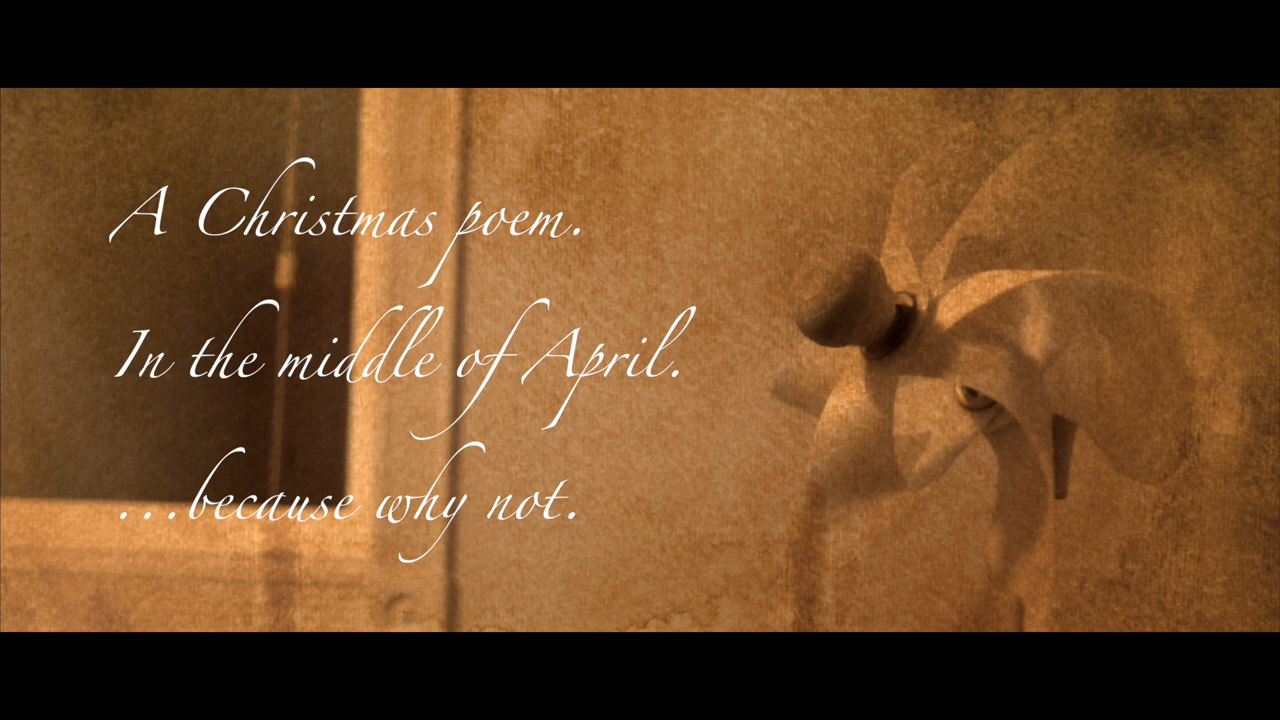 A Christmas poem.
In the middle of April.
...because why not.